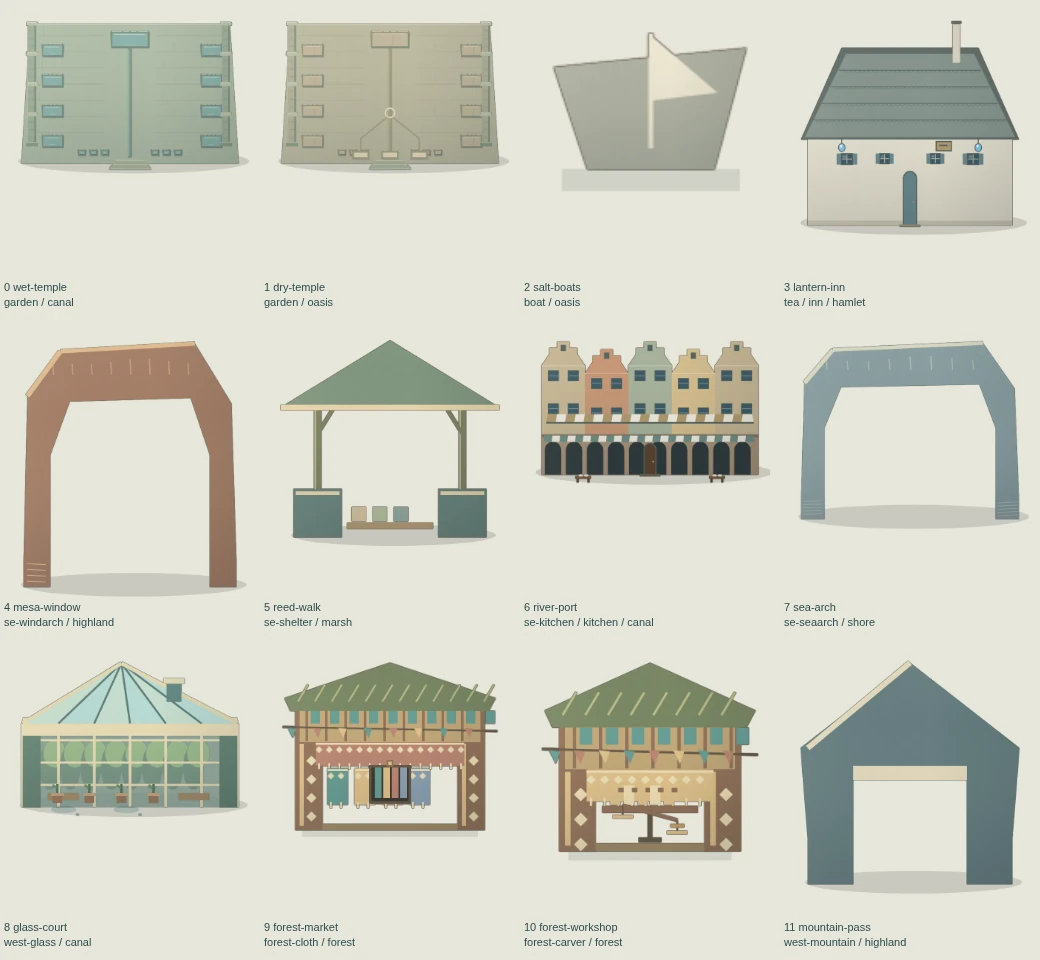 0 wet-temple
garden / canal
1 dry-temple
garden / oasis
2 salt-boats
boat / oasis
3 lantern-inn
tea / inn / hamlet
4 mesa-window
se-windarch / highland
5 reed-walk
se-shelter / marsh
6 river-port
se-kitchen / kitchen / canal
7 sea-arch
se-seaarch / shore
8 glass-court
west-glass / canal
9 forest-market
forest-cloth / forest
10 forest-workshop
forest-carver / forest
11 mountain-pass
west-mountain / highland